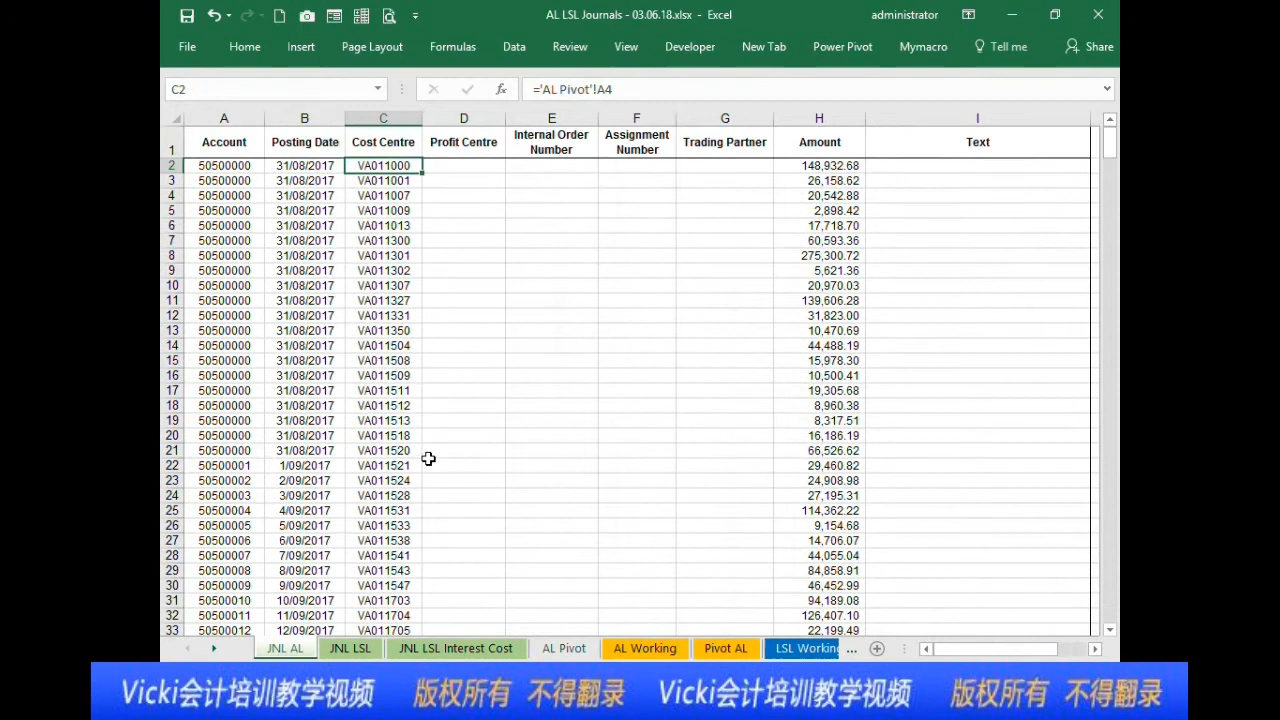 AL LSL Journals - 03.06.18.xlsx - Excel administrator
File Home Insert Page Layout Formulas Data Review View Developer New Tab Power Pivot Mymacro Tell me Share
C2 fx ='AL Pivot'!A4
A B C D E F G H I
1 Account Posting Date Cost Centre Profit Centre Internal Order Number Assignment Number Trading Partner Amount Text
2 50500000 31/08/2017 VA011000 148,932.68
3 50500000 31/08/2017 VA011001 26,158.62
4 50500000 31/08/2017 VA011007 20,542.88
5 50500000 31/08/2017 VA011009 2,898.42
6 50500000 31/08/2017 VA011013 17,718.70
7 50500000 31/08/2017 VA011300 60,593.36
8 50500000 31/08/2017 VA011301 275,300.72
9 50500000 31/08/2017 VA011302 5,621.36
10 50500000 31/08/2017 VA011307 20,970.03
11 50500000 31/08/2017 VA011327 139,606.28
12 50500000 31/08/2017 VA011331 31,823.00
13 50500000 31/08/2017 VA011350 10,470.69
14 50500000 31/08/2017 VA011504 44,488.19
15 50500000 31/08/2017 VA011508 15,978.30
16 50500000 31/08/2017 VA011509 10,500.41
17 50500000 31/08/2017 VA011511 19,305.68
18 50500000 31/08/2017 VA011512 8,960.38
19 50500000 31/08/2017 VA011513 8,317.51
20 50500000 31/08/2017 VA011518 16,186.19
21 50500000 31/08/2017 VA011520 66,526.62
22 50500001 1/09/2017 VA011521 29,460.82
23 50500002 2/09/2017 VA011524 24,908.98
24 50500003 3/09/2017 VA011528 27,195.31
25 50500004 4/09/2017 VA011531 114,362.22
26 50500005 5/09/2017 VA011533 9,154.68
27 50500006 6/09/2017 VA011538 14,706.07
28 50500007 7/09/2017 VA011541 44,055.04
29 50500008 8/09/2017 VA011543 84,858.91
30 50500009 9/09/2017 VA011547 46,452.99
31 50500010 10/09/2017 VA011703 94,189.08
32 50500011 11/09/2017 VA011704 126,407.10
33 50500012 12/09/2017 VA011705 22,199.49
JNL AL JNL LSL JNL LSL Interest Cost AL Pivot AL Working Pivot AL LSL Working ...
Vicki会计培训教学视频 版权所有 不得翻录 Vicki会计培训教学视频 版权所有 不得翻录